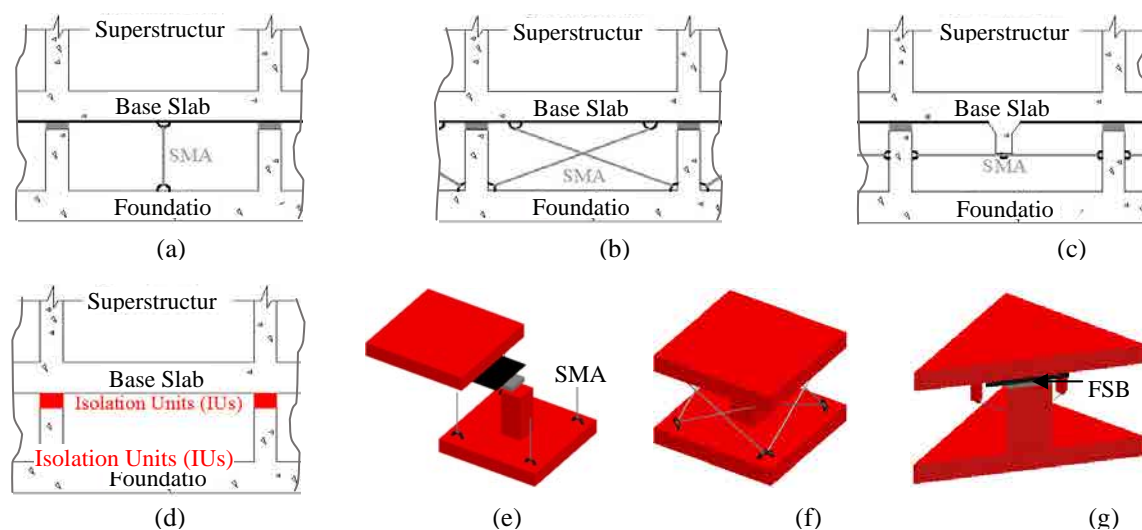 Superstructur
Base Slab
SMA
Foundatio
(a)
Superstructur
Base Slab
SMA
Foundatio
(b)
Superstructur
Base Slab
SMA
Foundatio
(c)
Superstructur
Base Slab
Isolation Units (IUs)
Isolation Units (IUs)
Foundatio
(d)
SMA
(e)
(f)
FSB
(g)